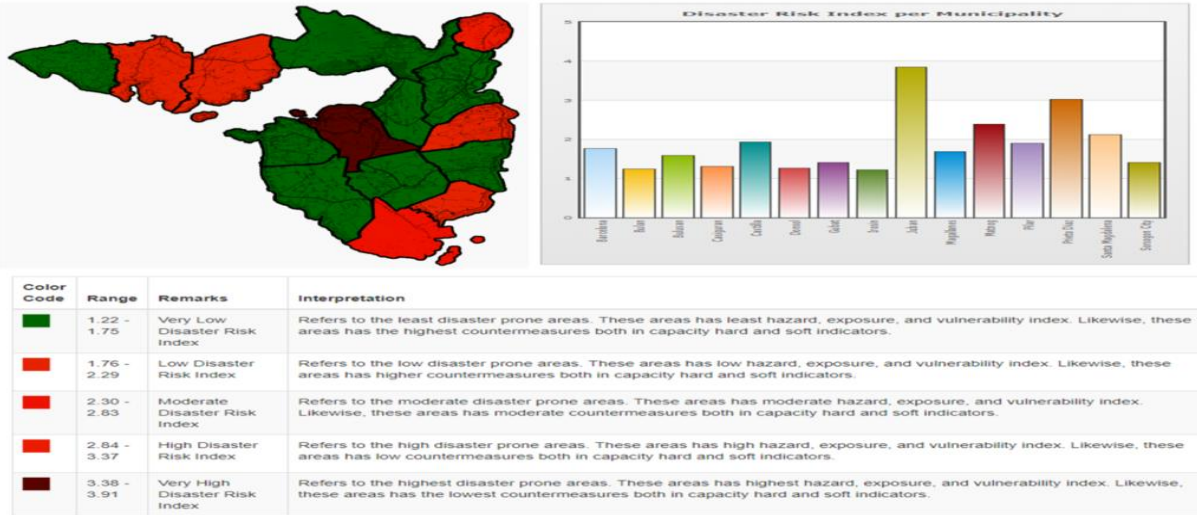 Disaster Risk Index per Municipality
5
4
3
2
1
0
Barcelona
Bulan
Bulusan
Casiguran
Castilla
Donsol
Gubat
Irosin
Juban
Magallanes
Matnog
Pilar
Prieto Diaz
Santa Magdalena
Sorsogon City
Color
Code
Range
Remarks
Interpretation
1.22 -
1.75
Very Low
Disaster Risk
Index
Refers to the least disaster prone areas. These areas has least hazard, exposure, and vulnerability index. Likewise, these
areas has the highest countermeasures both in capacity hard and soft indicators.
1.76 -
2.29
Low Disaster
Risk Index
Refers to the low disaster prone areas. These areas has low hazard, exposure, and vulnerability index. Likewise, these
areas has higher countermeasures both in capacity hard and soft indicators.
2.30 -
2.83
Moderate
Disaster Risk
Index
Refers to the moderate disaster prone areas. These areas has moderate hazard, exposure, and vulnerability index.
Likewise, these areas has moderate countermeasures both in capacity hard and soft indicators.
2.84 -
3.37
High Disaster
Risk Index
Refers to the high disaster prone areas. These areas has high hazard, exposure, and vulnerability index. Likewise, these
areas has low countermeasures both in capacity hard and soft indicators.
3.38 -
3.91
Very High
Disaster Risk
Index
Refers to the highest disaster prone areas. These areas has highest hazard, exposure, and vulnerability index. Likewise,
these areas has the lowest countermeasures both in capacity hard and soft indicators.